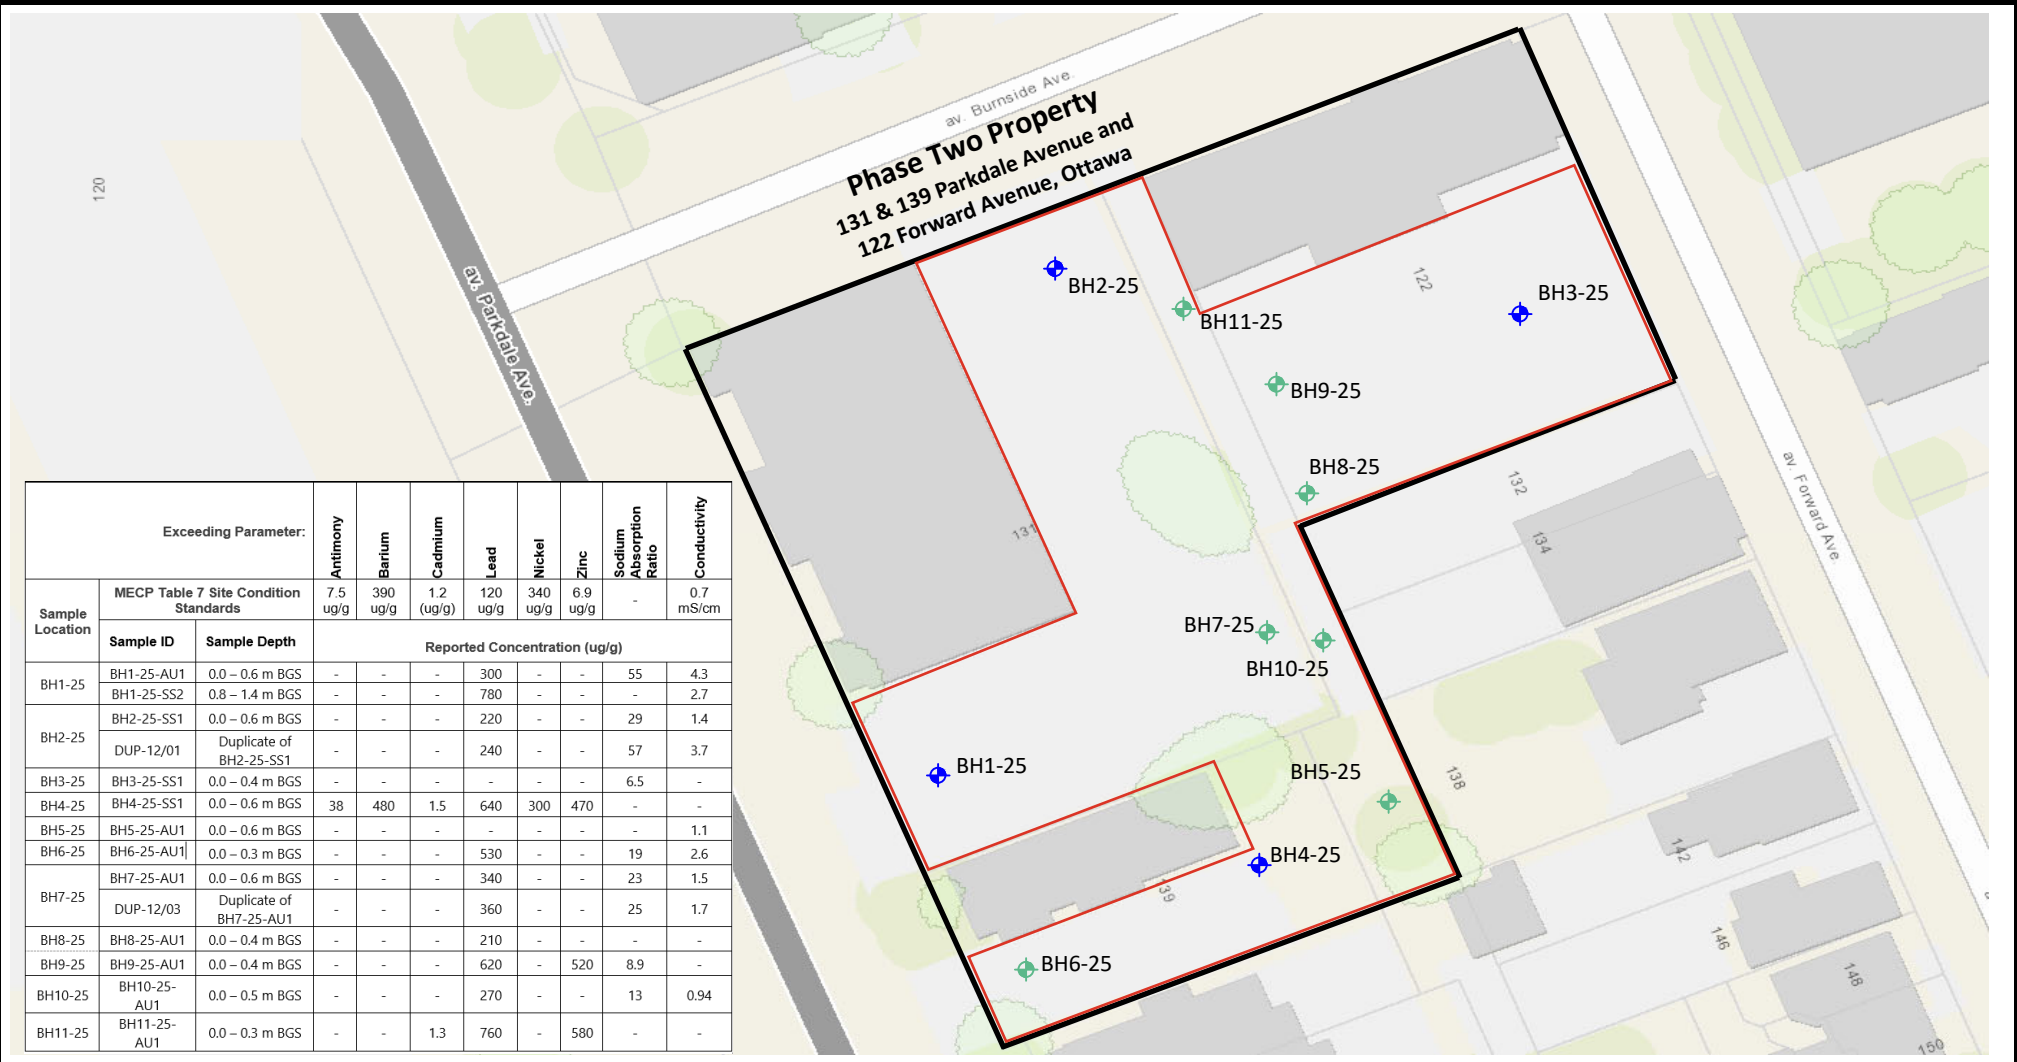 120
av. Burnside Ave.
Phase Two Property
131 & 139 Parkdale Avenue and
122 Forward Avenue, Ottawa
av. Parkdale Ave.
BH2-25
BH11-25
122
BH3-25
BH9-25
BH8-25
132
av. Forward Ave.
131
134
BH7-25
BH10-25
BH1-25
BH5-25
138
BH4-25
142
139
BH6-25
146
148
150
Exceeding Parameter: Antimony Barium Cadmium Lead Nickel Zinc Sodium Absorption Ratio Conductivity
Sample Location MECP Table 7 Site Condition Standards 7.5 ug/g 390 ug/g 1.2 (ug/g) 120 ug/g 340 ug/g 6.9 ug/g - 0.7 mS/cm
Sample ID Sample Depth Reported Concentration (ug/g)
BH1-25 BH1-25-AU1 0.0 – 0.6 m BGS - - - 300 - - 55 4.3
BH1-25-SS2 0.8 – 1.4 m BGS - - - 780 - - - 2.7
BH2-25 BH2-25-SS1 0.0 – 0.6 m BGS - - - 220 - - 29 1.4
DUP-12/01 Duplicate of BH2-25-SS1 - - - 240 - - 57 3.7
BH3-25 BH3-25-SS1 0.0 – 0.4 m BGS - - - - - - 6.5
BH4-25 BH4-25-SS1 0.0 – 0.6 m BGS 38 480 1.5 640 300 470 - -
BH5-25 BH5-25-AU1 0.0 – 0.6 m BGS - - - - - - - 1.1
BH6-25 BH6-25-AU1 0.0 – 0.3 m BGS - - - 530 - - 19 2.6
BH7-25 BH7-25-AU1 0.0 – 0.6 m BGS - - - 340 - - 23 1.5
DUP-12/03 Duplicate of BH7-25-AU1 - - - 360 - - 25 1.7
BH8-25 BH8-25-AU1 0.0 – 0.4 m BGS - - - 210 - - - -
BH9-25 BH9-25-AU1 0.0 – 0.4 m BGS - - - 620 - 520 8.9 -
BH10-25 BH10-25-AU1 0.0 – 0.5 m BGS - - - 270 - - 13 0.94
BH11-25 BH11-25-AU1 0.0 – 0.3 m BGS - - 1.3 760 - 580 - -